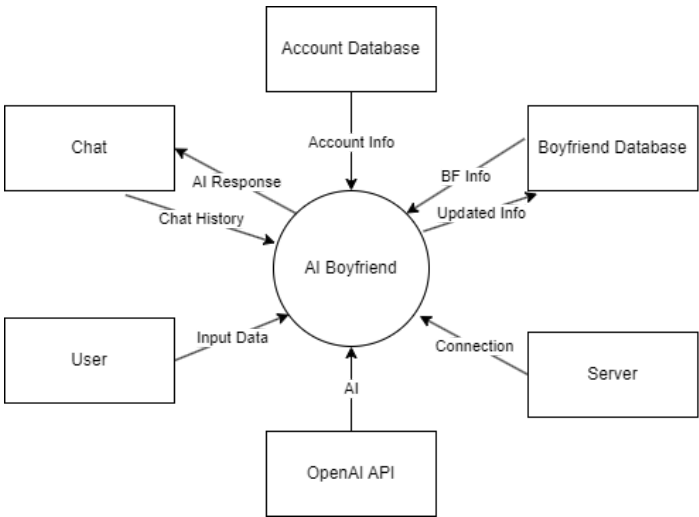 Account Database
Account Info
Chat
Boyfriend Database
AI Response
BF Info
Chat History
Updated Info
AI Boyfriend
User
Input Data
Connection
Server
AI
OpenAI API